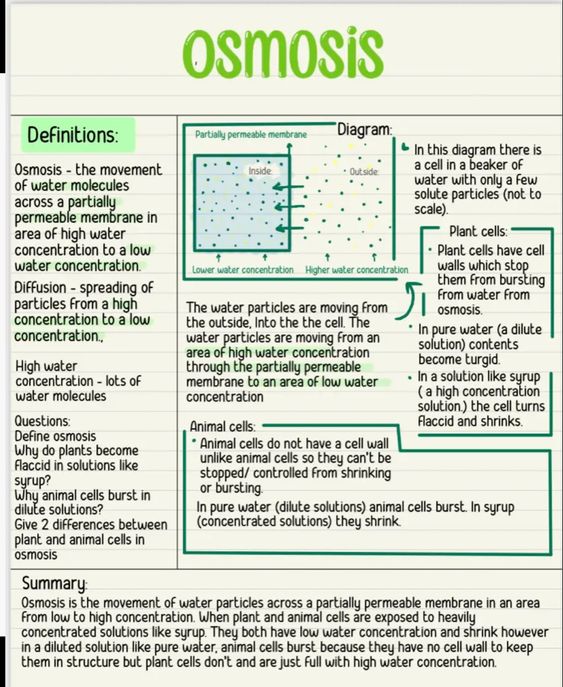 OSMOSIS
Definitions:
Osmosis - the movement
of water molecules
across a partially
permeable membrane in
area of high water
concentration to a low
water concentration.
Diffusion - spreading of
particles from a high
concentration to a low
concentration.,
High water
concentration - lots of
water molecules
Questions:
Define osmosis
Why do plants become
flaccid in solutions like
syrup?
Why animal cells burst in
dilute solutions?
Give 2 differences between
plant and animal cells in
osmosis
Diagram:
Partially permeable membrane
Inside:
Outside:
Lower water concentration
Higher water concentration
In this diagram there is
a cell in a beaker of
water with only a few
solute particles (not to
scale).
The water particles are moving from
the outside, Into the the cell. The
water particles are moving from an
area of high water concentration
through the partially permeable
membrane to an area of low water
concentration
Plant cells:
• Plant cells have cell
walls which stop
them from bursting
from water from
osmosis.
• In pure water (a dilute
solution) contents
become turgid.
• In a solution like syrup
( a high concentration
solution,) the cell turns
flaccid and shrinks.
Animal cells:
• Animal cells do not have a cell wall
unlike animal cells so they can't be
stopped/ controlled from shrinking
or bursting.
In pure water (dilute solutions) animal cells burst. In syrup
(concentrated solutions) they shrink.
Summary:
Osmosis is the movement of water particles across a partially permeable membrane in an area
from low to high concentration. When plant and animal cells are exposed to heavily
concentrated solutions like syrup. They both have low water concentration and shrink however
in a diluted solution like pure water, animal cells burst because they have no cell wall to keep
them in structure but plant cells don't and are just full with high water concentration.